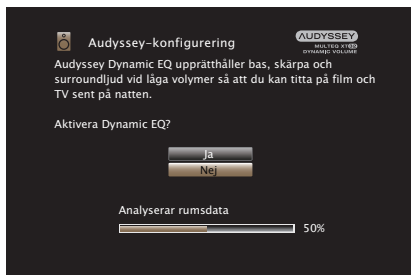 Audyssey-konfigurering
AUDYSSEY
MULTEQ XT32
DYNAMIC VOLUME
Audyssey Dynamic EQ upprätthåller bas, skärpa och
surroundljud vid låga volymer så att du kan titta på film och
TV sent på natten.
Aktivera Dynamic EQ?
Ja
Nej
Analyserar rumsdata
50%